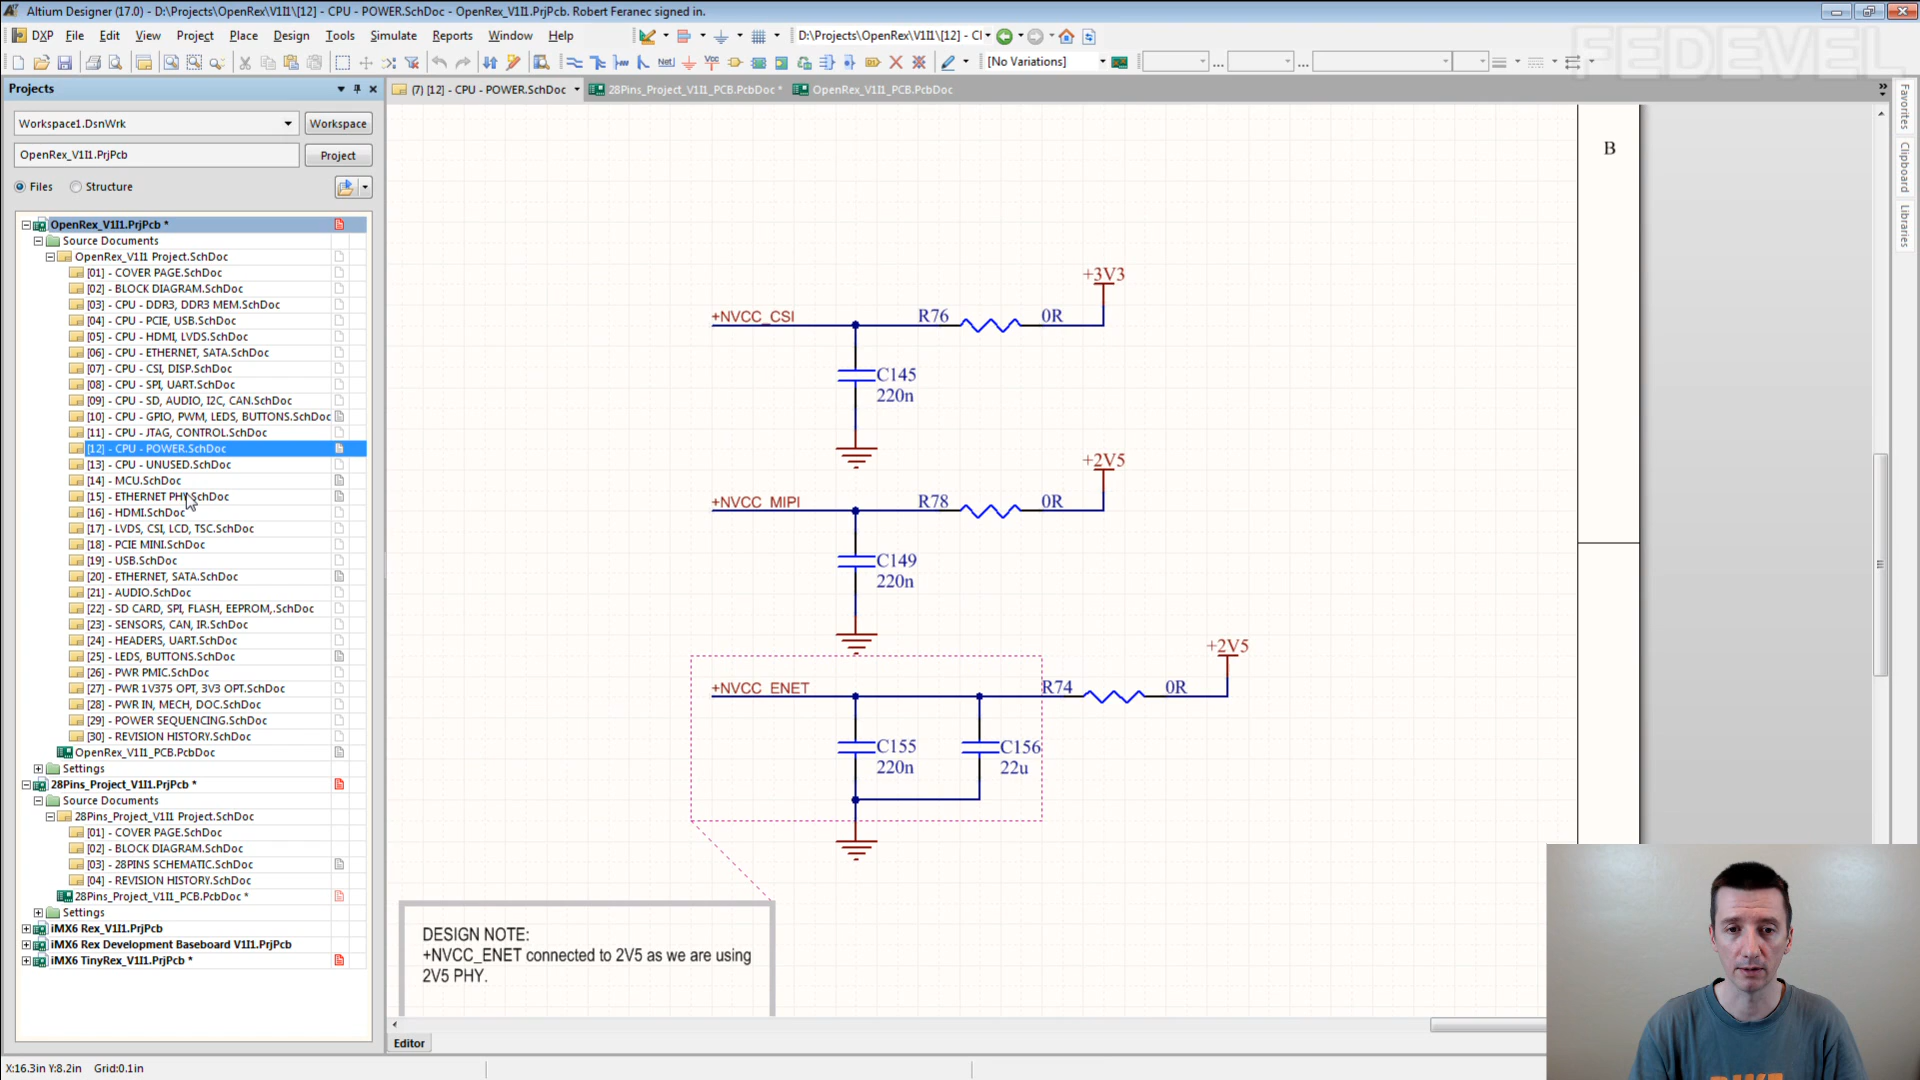 Altium Designer (17.0) - D:\Projects\OpenRex\V1I1\[12] - CPU - POWER.SchDoc - OpenRex_V1I1.PrjPcb. Robert Feranec signed in.
DXP File Edit View Project Place Design Tools Simulate Reports Window Help
D:\Projects\OpenRex\V1I1\[12] - CI
[No Variations]
FEDEVEL
Projects
(7) [12] - CPU - POWER.SchDoc
28Pins_Project_V1I1_PCB.PcbDoc *
OpenRex_V1I1_PCB.PcbDoc
Workspace1.DsnWrk
Workspace
OpenRex_V1I1.PrjPcb
Project
Files
Structure
OpenRex_V1I1.PrjPcb *
Source Documents
OpenRex_V1I1 Project.SchDoc
[01] - COVER PAGE.SchDoc
[02] - BLOCK DIAGRAM.SchDoc
[03] - CPU - DDR3, DDR3 MEM.SchDoc
[04] - CPU - PCIE, USB.SchDoc
[05] - CPU - HDMI, LVDS.SchDoc
[06] - CPU - ETHERNET, SATA.SchDoc
[07] - CPU - CSI, DISP.SchDoc
[08] - CPU - SPI, UART.SchDoc
[09] - CPU - SD, AUDIO, I2C, CAN.SchDoc
[10] - CPU - GPIO, PWM, LEDS, BUTTONS.SchDoc
[11] - CPU - JTAG, CONTROL.SchDoc
[12] - CPU - POWER.SchDoc
[13] - CPU - UNUSED.SchDoc
[14] - MCU.SchDoc
[15] - ETHERNET PHY.SchDoc
[16] - HDMI.SchDoc
[17] - LVDS, CSI, LCD, TSC.SchDoc
[18] - PCIE MINI.SchDoc
[19] - USB.SchDoc
[20] - ETHERNET, SATA.SchDoc
[21] - AUDIO.SchDoc
[22] - SD CARD, SPI, FLASH, EEPROM,.SchDoc
[23] - SENSORS, CAN, IR.SchDoc
[24] - HEADERS, UART.SchDoc
[25] - LEDS, BUTTONS.SchDoc
[26] - PWR PMIC.SchDoc
[27] - PWR 1V375 OPT, 3V3 OPT.SchDoc
[28] - PWR IN, MECH, DOC.SchDoc
[29] - POWER SEQUENCING.SchDoc
[30] - REVISION HISTORY.SchDoc
OpenRex_V1I1_PCB.PcbDoc
Settings
28Pins_Project_V1I1.PrjPcb *
Source Documents
28Pins_Project_V1I1 Project.SchDoc
[01] - COVER PAGE.SchDoc
[02] - BLOCK DIAGRAM.SchDoc
[03] - 28PINS SCHEMATIC.SchDoc
[04] - REVISION HISTORY.SchDoc
28Pins_Project_V1I1_PCB.PcbDoc *
Settings
iMX6 Rex_V1I1.PrjPcb
iMX6 Rex Development Baseboard V1I1.PrjPcb
iMX6 TinyRex_V1I1.PrjPcb *
B
+3V3
+NVCC_CSI
R76
0R
C145
220n
+2V5
+NVCC_MIPI
R78
0R
C149
220n
+2V5
+NVCC_ENET
R74
0R
C155
220n
C156
22u
DESIGN NOTE:
+NVCC_ENET connected to 2V5 as we are using
2V5 PHY.
Favorites
Clipboard
Libraries
Editor
X:16.3in Y:8.2in Grid:0.1in